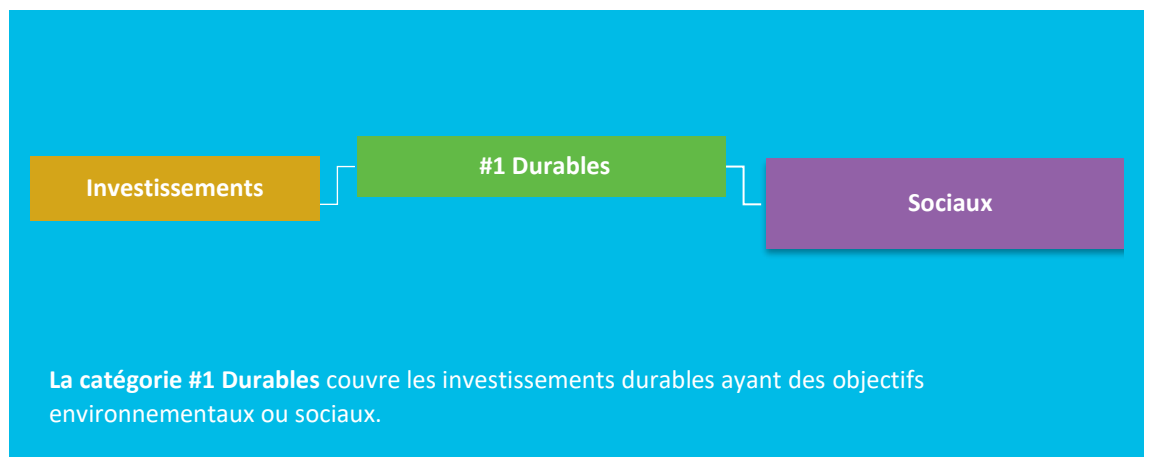 Investissements
#1 Durables
Sociaux
La catégorie #1 Durables couvre les investissements durables ayant des objectifs
environnementaux ou sociaux.